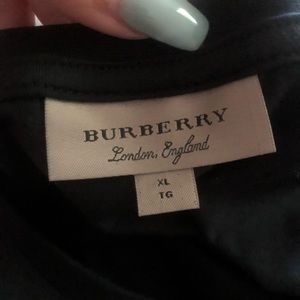 BURBERRY
London, England
XL
TG